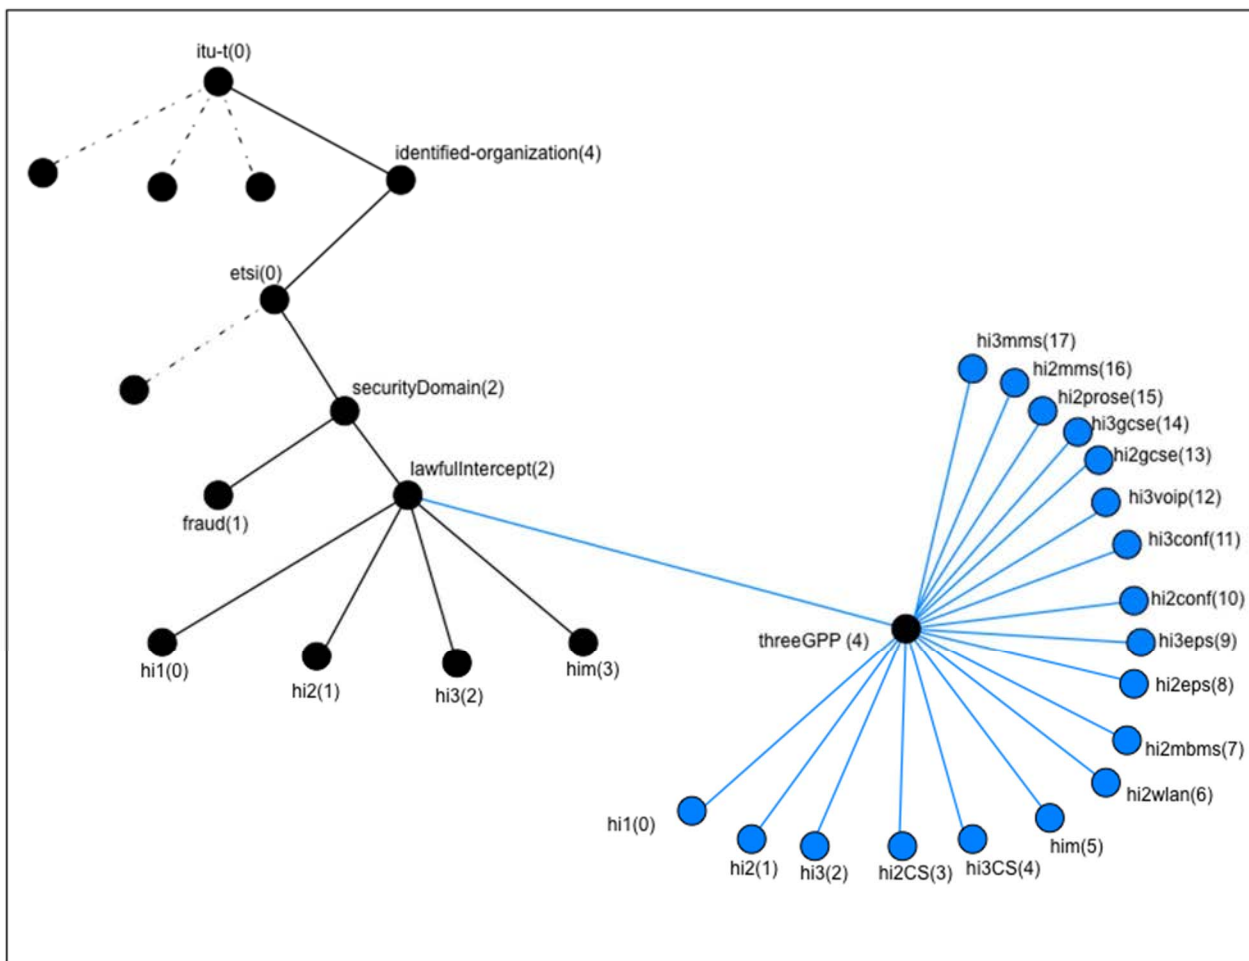 itu-t(0)
identified-organization(4)
etsi(0)
securityDomain(2)
lawfulIntercept(2)
fraud(1)
hi1(0)
hi2(1)
hi3(2)
him(3)
threeGPP (4)
hi3mms(17)
hi2mms(16)
hi2prose(15)
hi3gcse(14)
hi2gcse(13)
hi3voip(12)
hi3conf(11)
hi2conf(10)
hi3eps(9)
hi2eps(8)
hi2mbms(7)
hi2wlan(6)
him(5)
hi3CS(4)
hi2CS(3)
hi3(2)
hi2(1)
hi1(0)